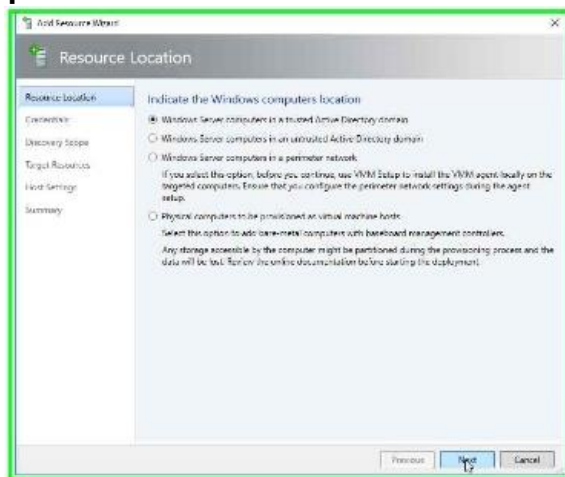 Add Resource Wizard
Resource Location
Resource Location
Credentials
Discovery Scope
Target Resources
Host Settings
Summary
Indicate the Windows computers location
Windows Server computers in a trusted Active Directory domain
Windows Server computers in an untrusted Active Directory domain
Windows Server computers in a perimeter network
If you select this option, before you continue, use VMM Setup to install the VMM agent locally on the
targeted computers. Ensure that you configure the perimeter network settings during the agent
setup.
Physical computers to be provisioned as virtual machine hosts
Select this option to add bare-metal computers with baseboard management controllers.
Any storage accessible by the computer might be partitioned during the provisioning process and the
data will be lost. Review the online documentation before starting the deployment.
Previous
Next
Cancel